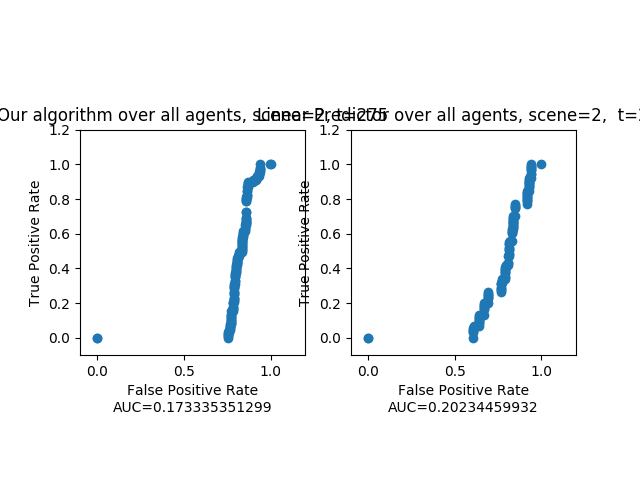 Our algorithm over all agents, scene=2, t=275
Linear Predictor over all agents, scene=2, t=
1.2
1.0
0.8
0.6
0.4
0.2
0.0
True Positive Rate
0.0 0.5 1.0
False Positive Rate
AUC=0.173335351299
1.2
1.0
0.8
0.6
0.4
0.2
0.0
True Positive Rate
0.0 0.5 1.0
False Positive Rate
AUC=0.20234459932